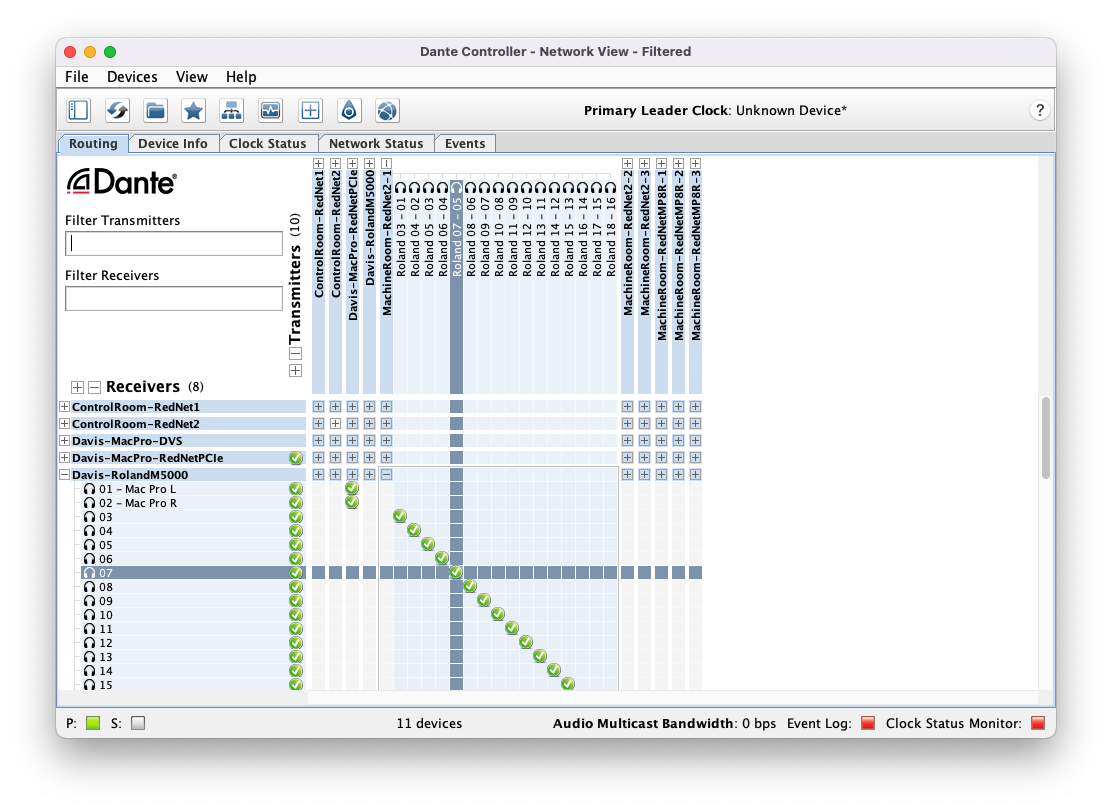 Dante Controller - Network View - Filtered
File Devices View Help
Primary Leader Clock: Unknown Device*
?
Routing Device Info Clock Status Network Status Events
Dante
Filter Transmitters
Filter Receivers
Transmitters (10)
ControlRoom-RedNet1
ControlRoom-RedNet2
Davis-MacPro-RedNetPCIe
Davis-RolandM5000
MachineRoom-RedNet2-1
Roland 03 - 01
Roland 04 - 02
Roland 05 - 03
Roland 06 - 04
Roland 07 - 05
Roland 08 - 06
Roland 09 - 07
Roland 10 - 08
Roland 11 - 09
Roland 12 - 10
Roland 13 - 11
Roland 14 - 12
Roland 15 - 13
Roland 16 - 14
Roland 17 - 15
Roland 18 - 16
MachineRoom-RedNet2-2
MachineRoom-RedNet2-3
MachineRoom-RedNetMP8R-1
MachineRoom-RedNetMP8R-2
MachineRoom-RedNetMP8R-3
Receivers (8)
ControlRoom-RedNet1
ControlRoom-RedNet2
Davis-MacPro-DVS
Davis-MacPro-RedNetPCIe
Davis-RolandM5000
01 - Mac Pro L
02 - Mac Pro R
03
04
05
06
07
08
09
10
11
12
13
14
15
P: S: 11 devices Audio Multicast Bandwidth: 0 bps Event Log: Clock Status Monitor: